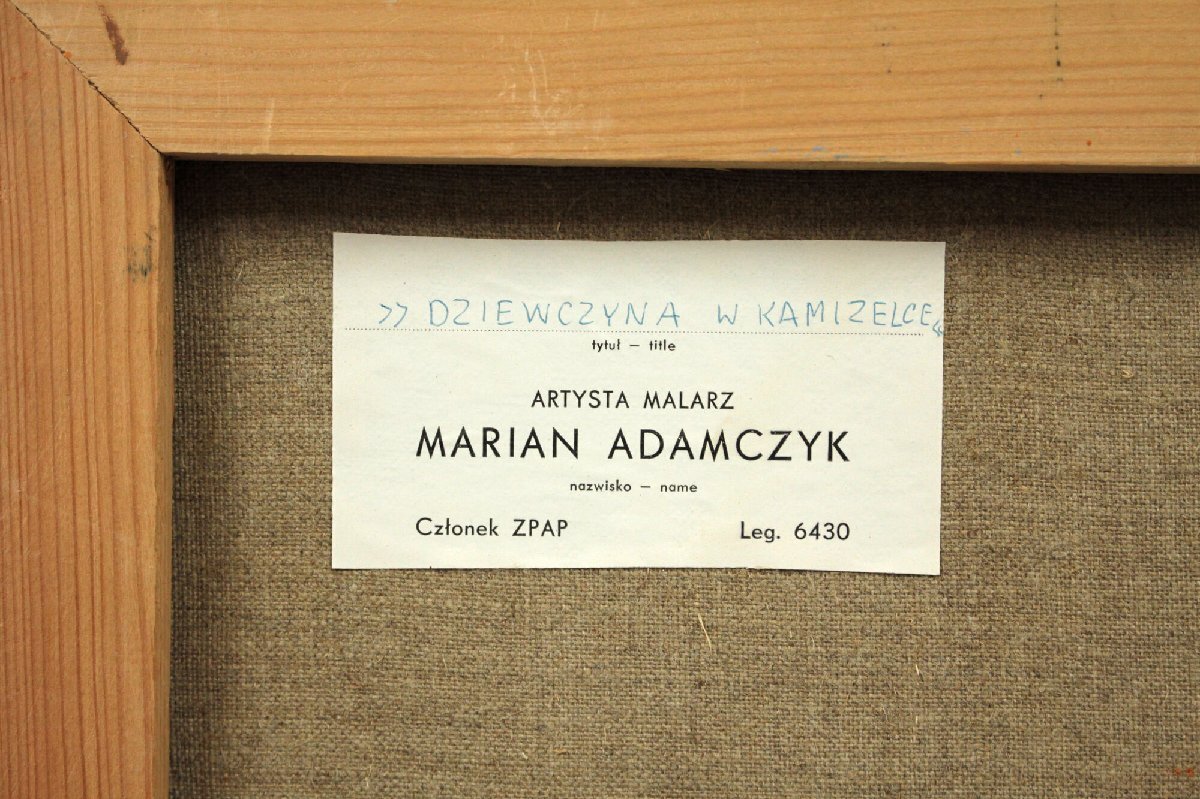 >> DZIEWCZYNA W KAMIZELCE "
tytuł – title
ARTYSTA MALARZ
MARIAN ADAMCZYK
nazwisko – name
Członek ZPAP Leg. 6430